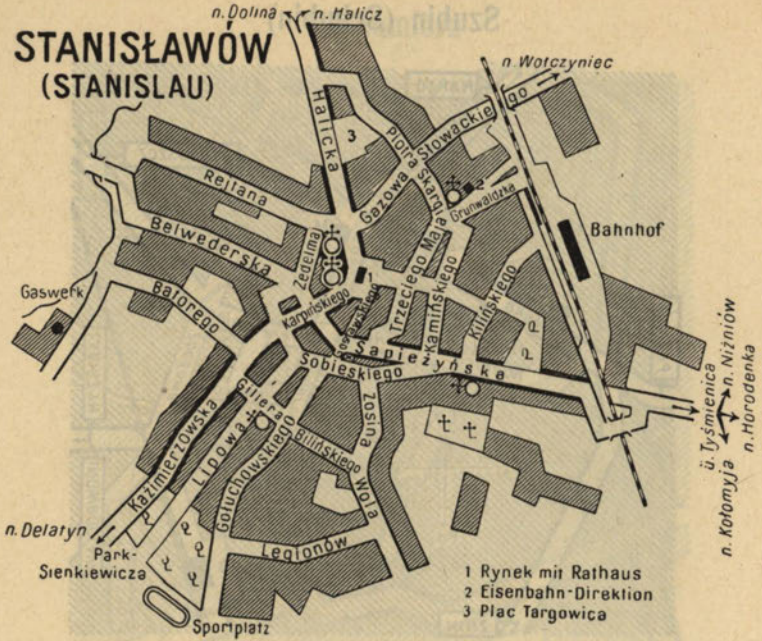 n. Dolina
n. Halicz
STANISŁAWÓW
(STANISLAU)
n. Wołczyniec
Halicka
3
Piotra Skargi
Gazowa
Słowackiego
2
Grunwaldzka
Rejtana
Belwederska
Zedelma
Bahnhof
Gaswerk
Batorego
Karpińskiego
1
Trzeciego Maja
Kamińskiego
Kilińskiego
Sapieżyńska
Sobieskiego
Gillera
Zosina Wola
Bilińskiego
Kazimierzowska
Lipowa
Gołuchowskiego
Legionów
n. Niżniów
ü. Tyśmienica
n. Horodenka
n. Kołomyja
n. Delatyn
Park-
Sienkiewicza
Sportplatz
1 Rynek mit Rathaus
2 Eisenbahn-Direktion
3 Plac Targowica